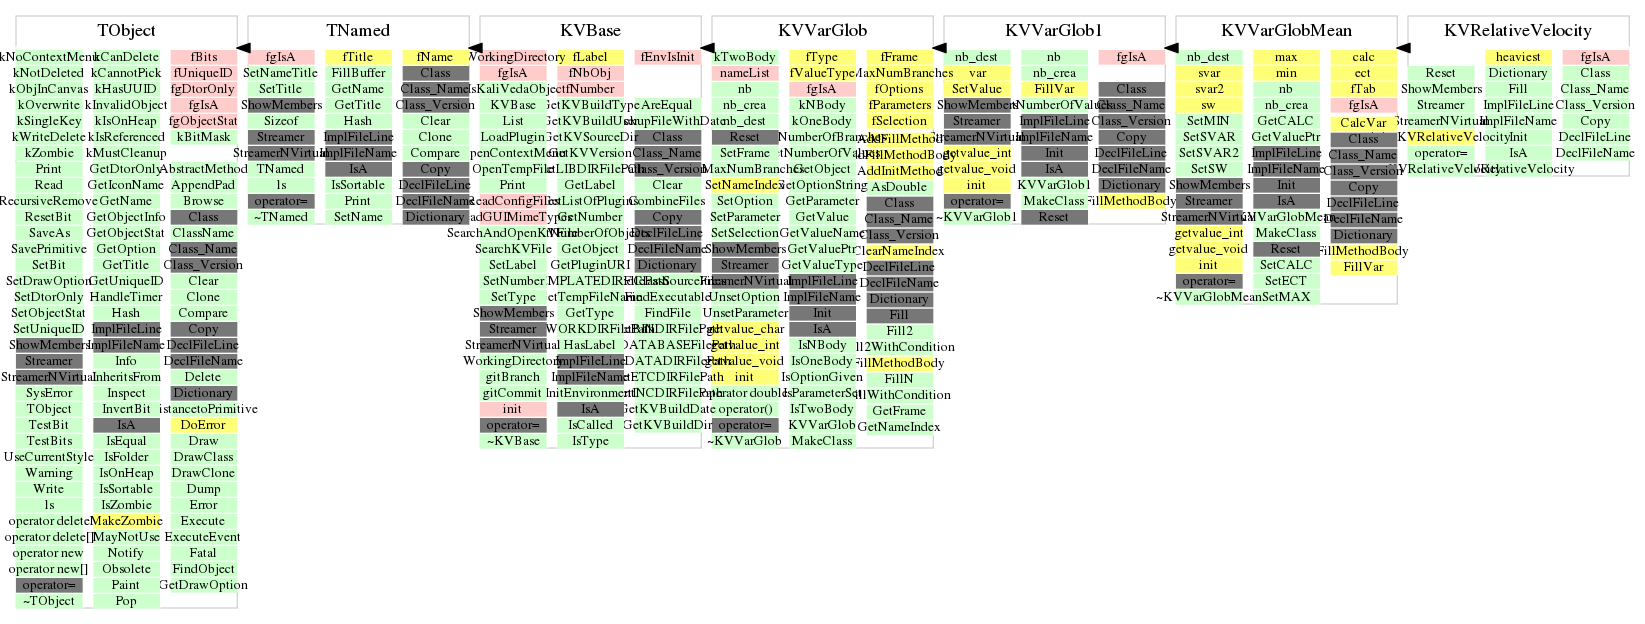 TObject
kNoContextMenu kCanDelete fBits
kNotDeleted kCannotPick fUniqueID
kObjInCanvas kHasUUID fgDtorOnly
kOverwrite kInvalidObject fgIsA
kSingleKey kIsOnHeap fgObjectStat
kWriteDelete kIsReferenced kBitMask
kZombie kMustCleanup
Print GetDtorOnly AbstractMethod
Read GetIconName AppendPad
RecursiveRemove GetName Browse
ResetBit GetObjectInfo Class
SaveAs GetObjectStat ClassName
SavePrimitive GetOption Class_Name
SetBit GetTitle Class_Version
SetDrawOption GetUniqueID Clear
SetDtorOnly HandleTimer Clone
SetObjectStat Hash Compare
SetUniqueID ImplFileLine Copy
ShowMembers ImplFileName DeclFileLine
Streamer Info DeclFileName
StreamerNVirtual InheritsFrom Delete
SysError Inspect Dictionary
TObject InvertBit DistancetoPrimitive
TestBit IsA DoError
TestBits IsEqual Draw
UseCurrentStyle IsFolder DrawClass
Warning IsOnHeap DrawClone
Write IsSortable Dump
ls IsZombie Error
operator delete MakeZombie Execute
operator delete[] MayNotUse ExecuteEvent
operator new Notify Fatal
operator new[] Obsolete FindObject
operator= Paint GetDrawOption
~TObject Pop
TNamed
fgIsA fTitle fName
SetNameTitle FillBuffer Class
SetTitle GetName Class_Name
ShowMembers GetTitle Class_Version
Sizeof Hash Clear
Streamer ImplFileLine Clone
StreamerNVirtual ImplFileName Compare
TNamed IsA Copy
ls IsSortable DeclFileLine
operator= Print DeclFileName
~TNamed SetName Dictionary
KVBase
WorkingDirectory fLabel fEnvIsInit
fgIsA fNbObj
IsKaliVedaObject fNumber
KVBase GetKVBuildType AreEqual
List GetKVBuildUser BackupFileWithDate
LoadPlugin GetKVSourceDir Class
OpenContextMenu GetKVVersion Class_Name
OpenTempFile GetLIBDIRFilePath Class_Version
Print GetLabel Clear
ReadConfigFiles GetListOfPlugins CombineFiles
ReadGUIMimeTypes GetNumber Copy
SearchAndOpenKVFile GetNumberOfObjects DeclFileLine
SearchKVFile GetObject DeclFileName
SetLabel GetPluginURI Dictionary
SetNumber
SetType GetTempFileName FindExecutable
ShowMembers GetType FindFile
Streamer GetWORKDIRFilePath GetBINDIRFilePath
StreamerNVirtual HasLabel GetDATABASEFilePath
WorkingDirectory ImplFileLine GetDATADIRFilePath
gitBranch ImplFileName GetETCDIRFilePath
gitCommit InitEnvironment GetINCDIRFilePath
init IsA GetKVBuildDate
operator= IsCalled GetKVBuildDir
~KVBase IsType
KVVarGlob
kTwoBody fType fFrame
nameList fValueType fMaxNumBranches
nb fgIsA fOptions
nb_crea kNBody fParameters
nb_dest kOneBody fSelection
Reset GetNumberOfBranches AddFillMethod
SetFrame GetNumberOfValues AddFillMethodBody
SetMaxNumBranches GetObject AddInitMethod
SetNameIndex GetOptionString AsDouble
SetOption GetParameter Class
SetParameter GetValue Class_Name
SetSelection GetValueName Class_Version
ShowMembers GetValuePtr ClearNameIndex
Streamer GetValueType DeclFileLine
StreamerNVirtual ImplFileLine DeclFileName
UnsetOption ImplFileName Dictionary
UnsetParameter Init Fill
getvalue_char IsA Fill2
getvalue_int IsNBody Fill2WithCondition
getvalue_void IsOneBody FillMethodBody
init IsOptionGiven FillN
operator double IsParameterSet FillWithCondition
operator() IsTwoBody GetFrame
operator= KVVarGlob GetNameIndex
~KVVarGlob MakeClass
KVVarGlob1
nb_dest nb fgIsA
var nb_crea
SetValue FillVar Class
ShowMembers GetNumberOfValues Class_Name
Streamer ImplFileLine Class_Version
StreamerNVirtual ImplFileName Copy
getvalue_int Init DeclFileLine
getvalue_void IsA DeclFileName
init KVVarGlob1 Dictionary
operator= MakeClass FillMethodBody
~KVVarGlob1 Reset
KVVarGlobMean
nb_dest max calc
svar min ect
svar2 nb fTab
sw nb_crea fgIsA
SetMIN GetCALC CalcVar
SetSVAR GetValuePtr Class
SetSVAR2 ImplFileLine Class_Name
SetSW ImplFileName Class_Version
ShowMembers Init Copy
Streamer IsA DeclFileLine
StreamerNVirtual KVVarGlobMean DeclFileName
getvalue_int MakeClass Dictionary
getvalue_void Reset FillMethodBody
init SetCALC FillVar
operator= SetECT
~KVVarGlobMean SetMAX
KVRelativeVelocity
heaviest fgIsA
Reset Dictionary Class
ShowMembers Fill Class_Name
Streamer ImplFileLine Class_Version
StreamerNVirtual ImplFileName Copy
KVRelativeVelocity Init DeclFileLine
operator= IsA DeclFileName
~KVRelativeVelocity KVRelativeVelocity